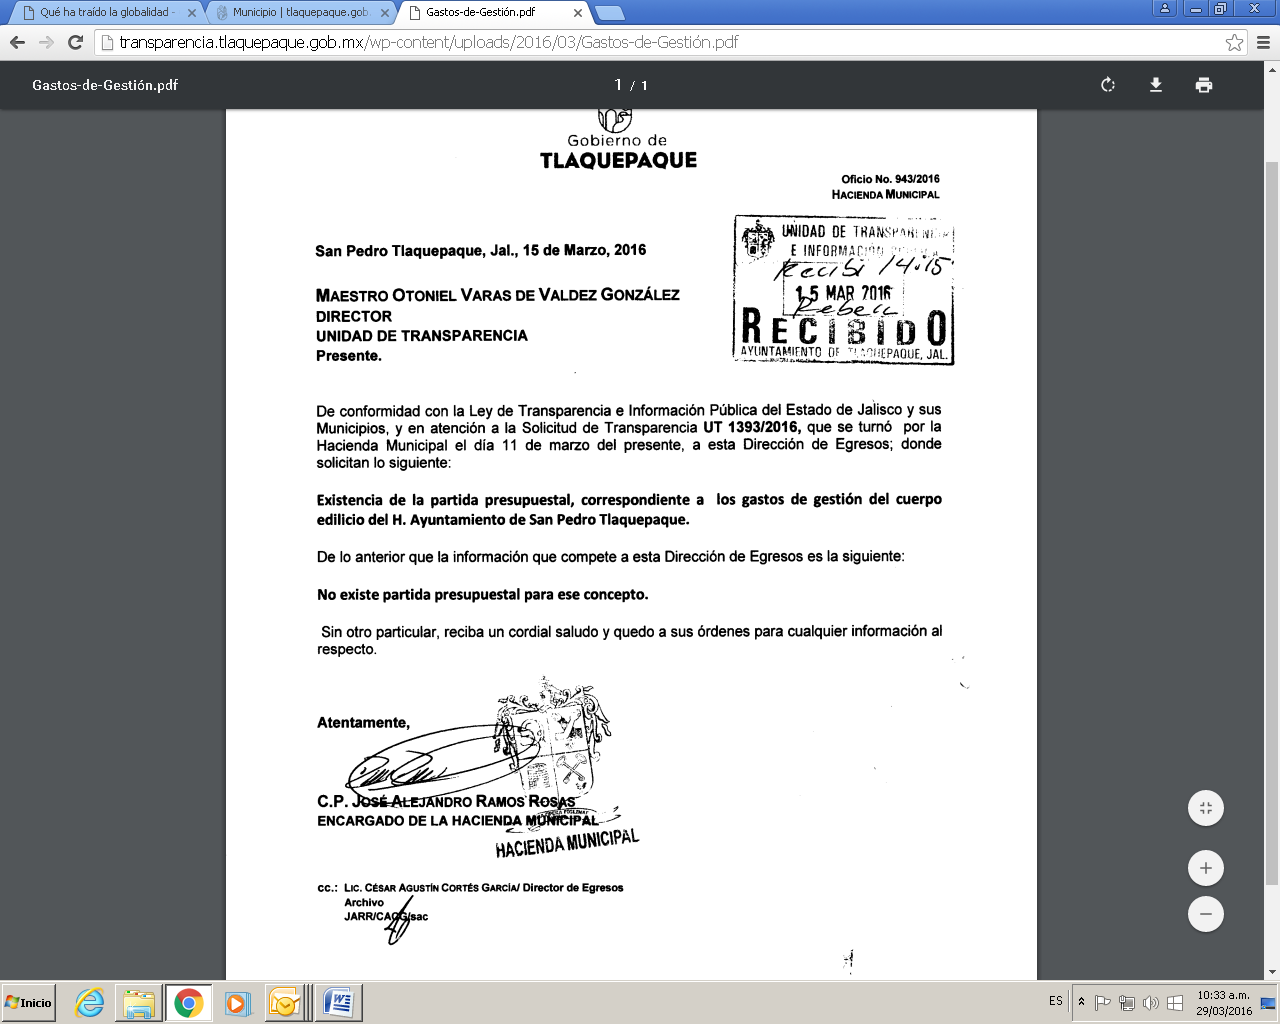 Qué ha traído la globalidad -
Municipio | tlaquepaque.gob.
Gastos-de-Gestión.pdf
transparencia.tlaquepaque.gob.mx/wp-content/uploads/2016/03/Gastos-de-Gestión.pdf
Gastos-de-Gestión.pdf
1 / 1
Gobierno de
TLAQUEPAQUE
Oficio No. 943/2016
HACIENDA MUNICIPAL
UNIDAD DE TRANSPARENCIA
E INFORMACIÓN
Recibi 14:15
15 MAR 2016
RECIBIDO
AYUNTAMIENTO DE TLAQUEPAQUE, JAL.
San Pedro Tlaquepaque, Jal., 15 de Marzo, 2016
MAESTRO OTONIEL VARAS DE VALDEZ GONZÁLEZ
DIRECTOR
UNIDAD DE TRANSPARENCIA
Presente.
De conformidad con la Ley de Transparencia e Información Pública del Estado de Jalisco y sus
Municipios, y en atención a la Solicitud de Transparencia UT 1393/2016, que se turnó por la
Hacienda Municipal el día 11 de marzo del presente, a esta Dirección de Egresos; donde
solicitan lo siguiente:
Existencia de la partida presupuestal, correspondiente a los gastos de gestión del cuerpo
edilicio del H. Ayuntamiento de San Pedro Tlaquepaque.
De lo anterior que la información que compete a esta Dirección de Egresos es la siguiente:
No existe partida presupuestal para ese concepto.
Sin otro particular, reciba un cordial saludo y quedo a sus órdenes para cualquier información al
respecto.
Atentamente,
C.P. JOSÉ ALEJANDRO RAMOS ROSAS
ENCARGADO DE LA HACIENDA MUNICIPAL
HACIENDA MUNICIPAL
cc.: LIC. CÉSAR AGUSTÍN CORTÉS GARCÍA/ Director de Egresos
Archivo
JARR/CACG/sac
Inicio
ES
10:33 a.m.
29/03/2016